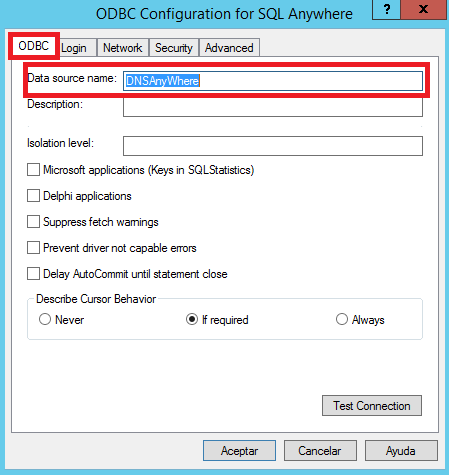 ODBC Configuration for SQL Anywhere
? x
ODBC Login Network Security Advanced
Data source name: DNSAnyWhere
Description:
Isolation level:
Microsoft applications (Keys in SQLStatistics)
Delphi applications
Suppress fetch warnings
Prevent driver not capable errors
Delay AutoCommit until statement close
Describe Cursor Behavior
Never If required Always
Test Connection
Aceptar Cancelar Ayuda